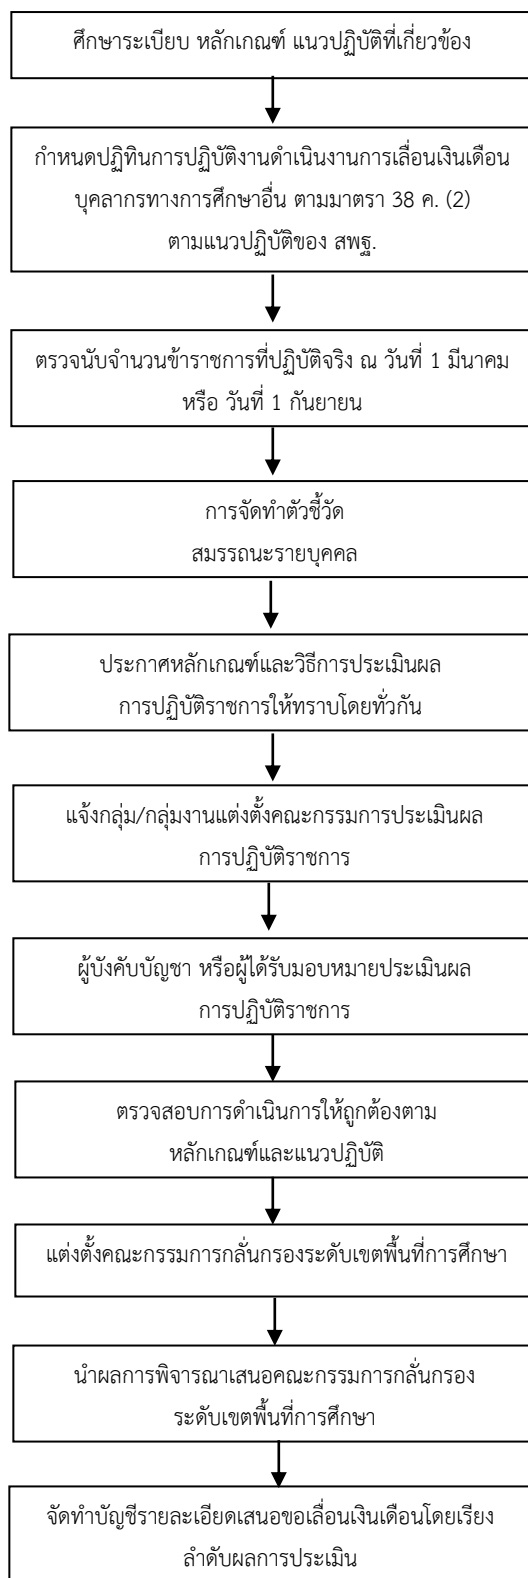 ศึกษาระเบียบ หลักเกณฑ์ แนวปฏิบัติที่เกี่ยวข้อง
กำหนดปฏิทินการปฏิบัติงานดำเนินงานการเลื่อนเงินเดือน
บุคลากรทางการศึกษาอื่น ตามมาตรา 38 ค. (2)
ตามแนวปฏิบัติของ สพฐ.
ตรวจนับจำนวนข้าราชการที่ปฏิบัติจริง ณ วันที่ 1 มีนาคม
หรือ วันที่ 1 กันยายน
การจัดทำตัวชี้วัด
สมรรถนะรายบุคคล
ประกาศหลักเกณฑ์และวิธีการประเมินผล
การปฏิบัติราชการให้ทราบโดยทั่วกัน
แจ้งกลุ่ม/กลุ่มงานแต่งตั้งคณะกรรมการประเมินผล
การปฏิบัติราชการ
ผู้บังคับบัญชา หรือผู้ได้รับมอบหมายประเมินผล
การปฏิบัติราชการ
ตรวจสอบการดำเนินการให้ถูกต้องตาม
หลักเกณฑ์และแนวปฏิบัติ
แต่งตั้งคณะกรรมการกลั่นกรองระดับเขตพื้นที่การศึกษา
นำผลการพิจารณาเสนอคณะกรรมการกลั่นกรอง
ระดับเขตพื้นที่การศึกษา
จัดทำบัญชีรายละเอียดเสนอขอเลื่อนเงินเดือนโดยเรียง
ลำดับผลการประเมิน